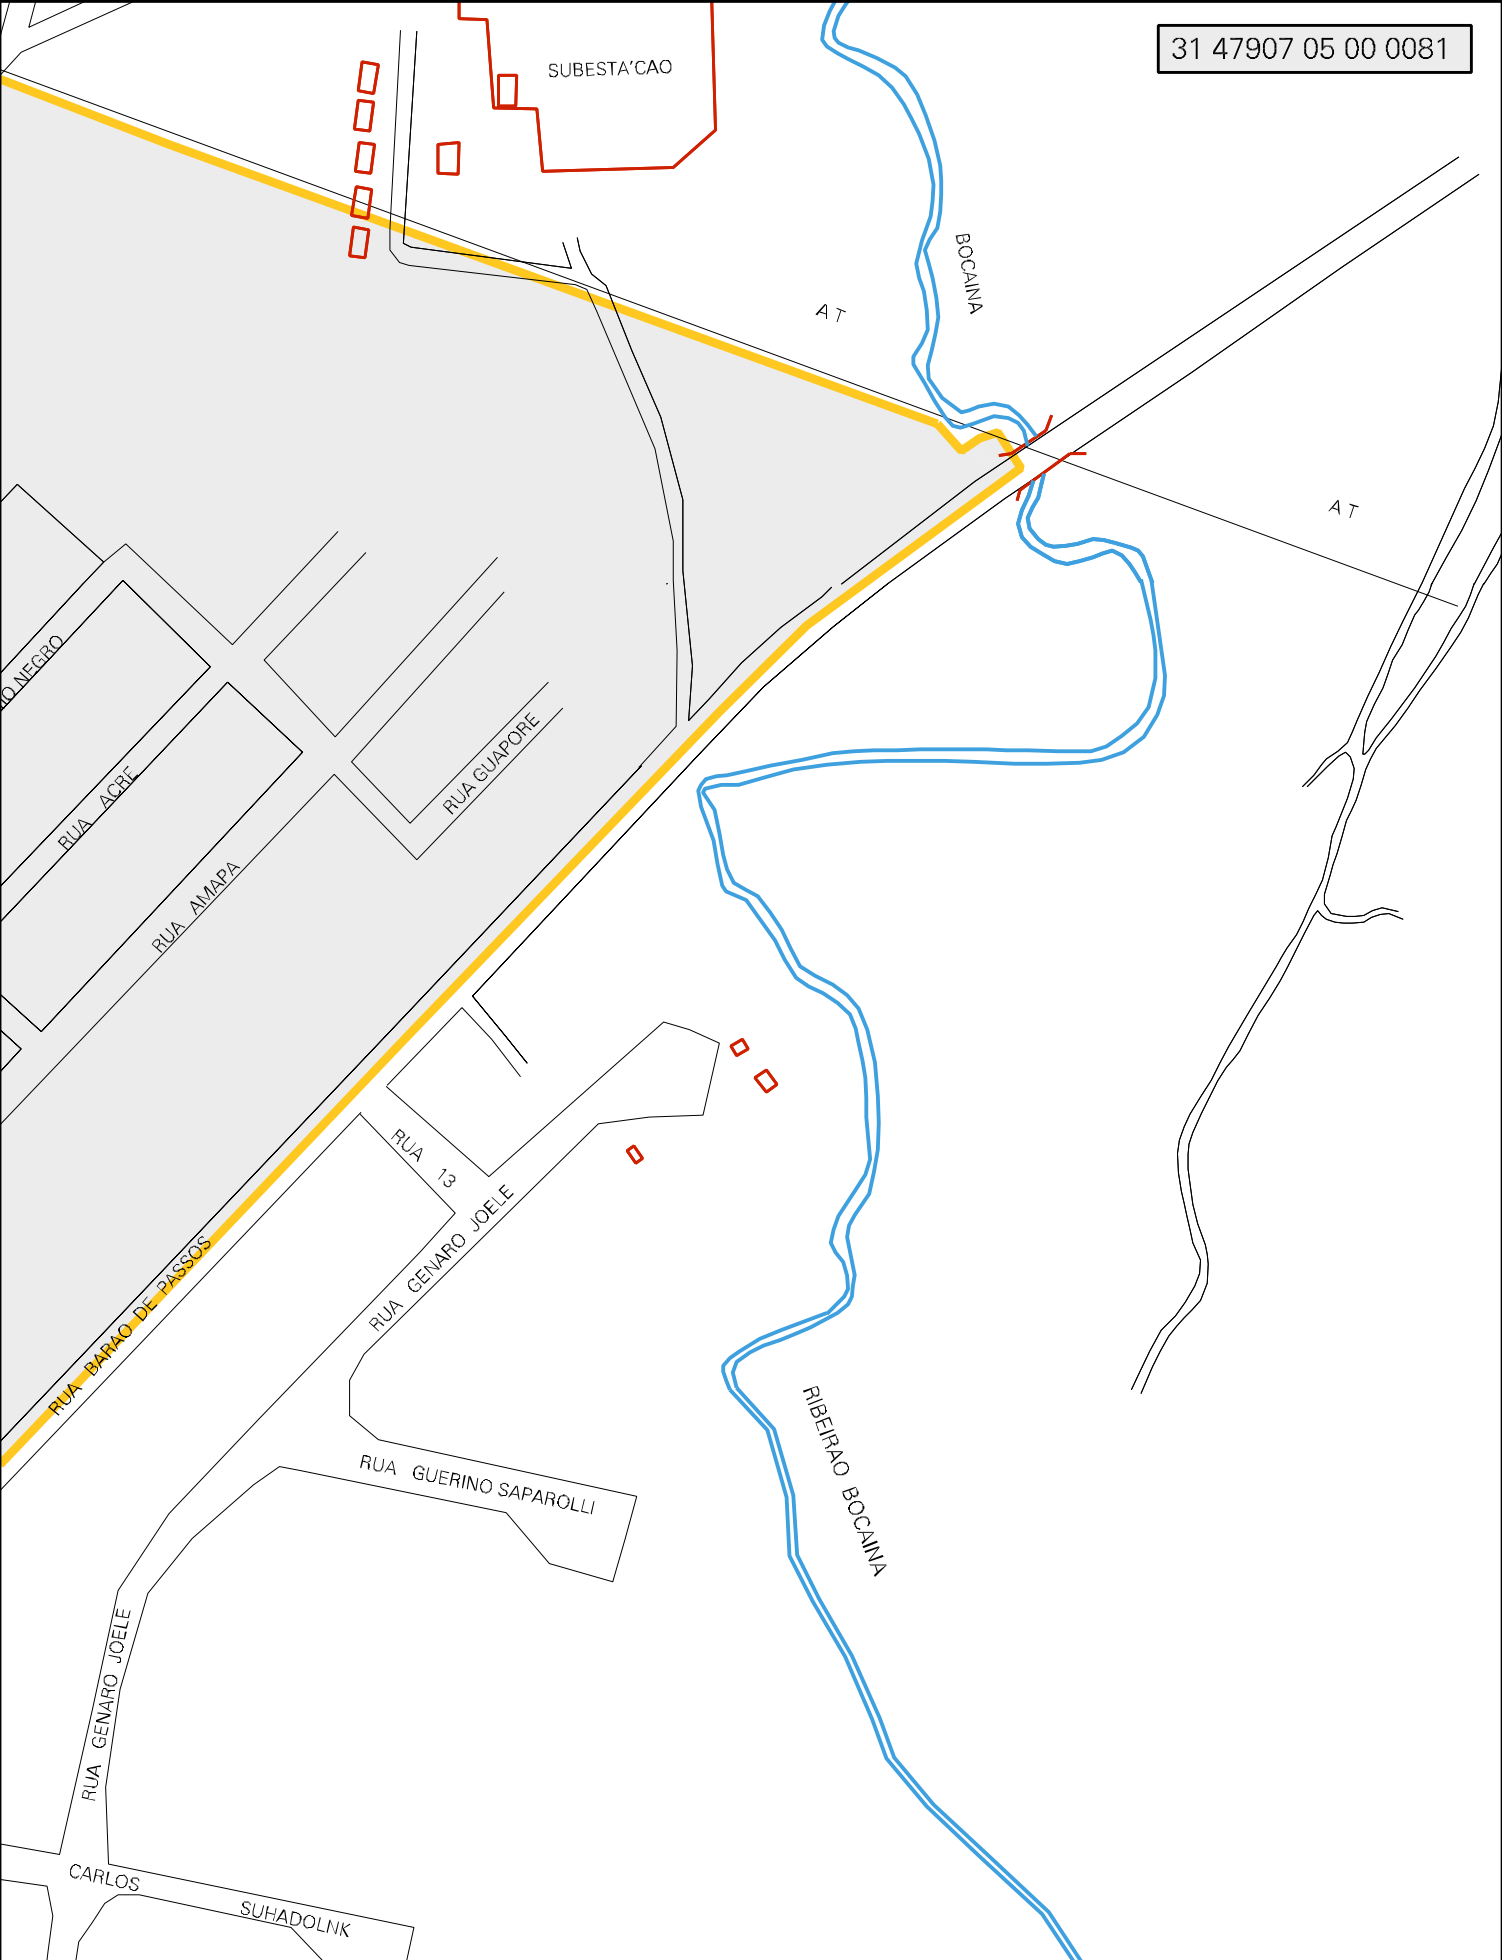 31 47907 05 00 0081
SUBESTA'CAO
BOCAINA
A T
A T
IO NEGRO
RUA GUAPORE
RUA ACRE
RUA AMAPA
RUA 13
RUA GENARO JOELE
RUA BARAO DE PASSOS
RIBEIRAO BOCAINA
RUA GUERINO SAPAROLLI
RUA GENARO JOELE
CARLOS SUHADOLNK